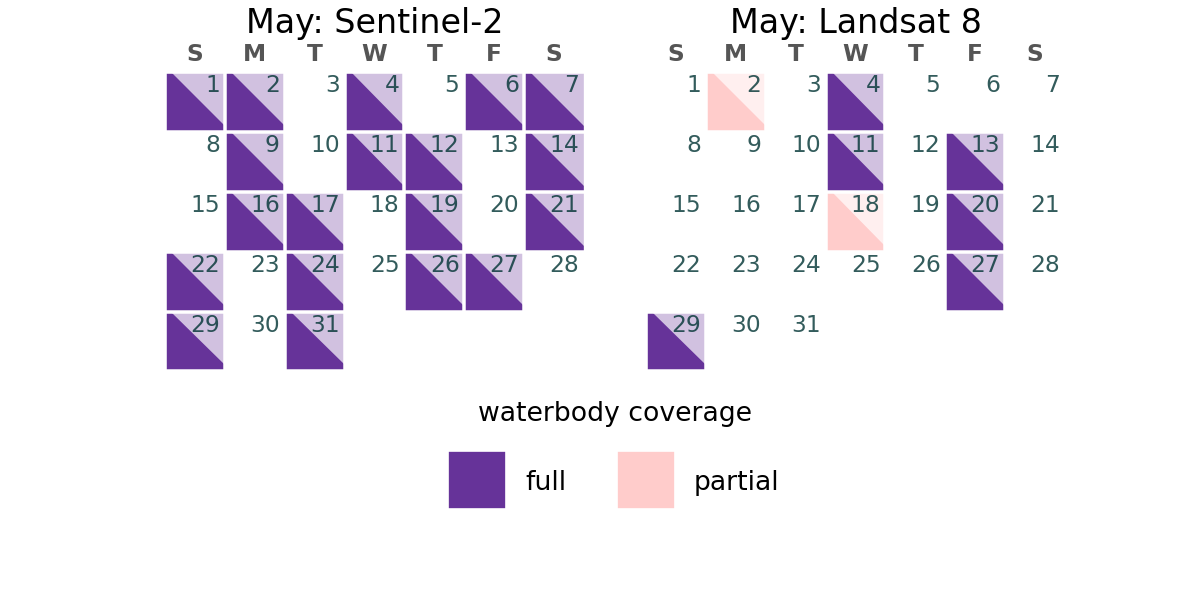 May: Sentinel-2
S M T W T F S
1 2 3 4 5 6 7
8 9 10 11 12 13 14
15 16 17 18 19 20 21
22 23 24 25 26 27 28
29 30 31
May: Landsat 8
S M T W T F S
1 2 3 4 5 6 7
8 9 10 11 12 13 14
15 16 17 18 19 20 21
22 23 24 25 26 27 28
29 30 31
waterbody coverage
full
partial